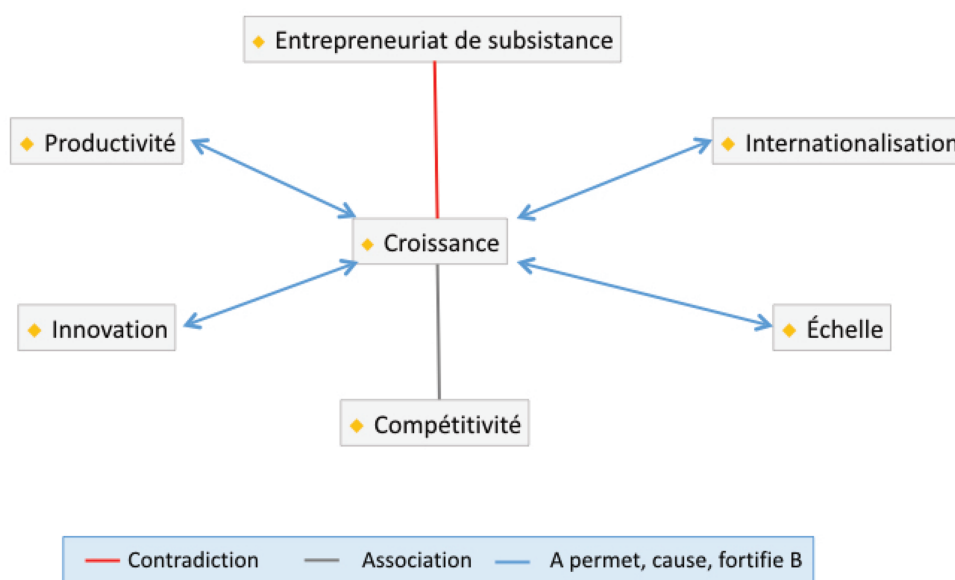 Entrepreneuriat de subsistance
Productivité
Internationalisation
Croissance
Innovation
Échelle
Compétitivité
Contradiction
Association
A permet, cause, fortifie B